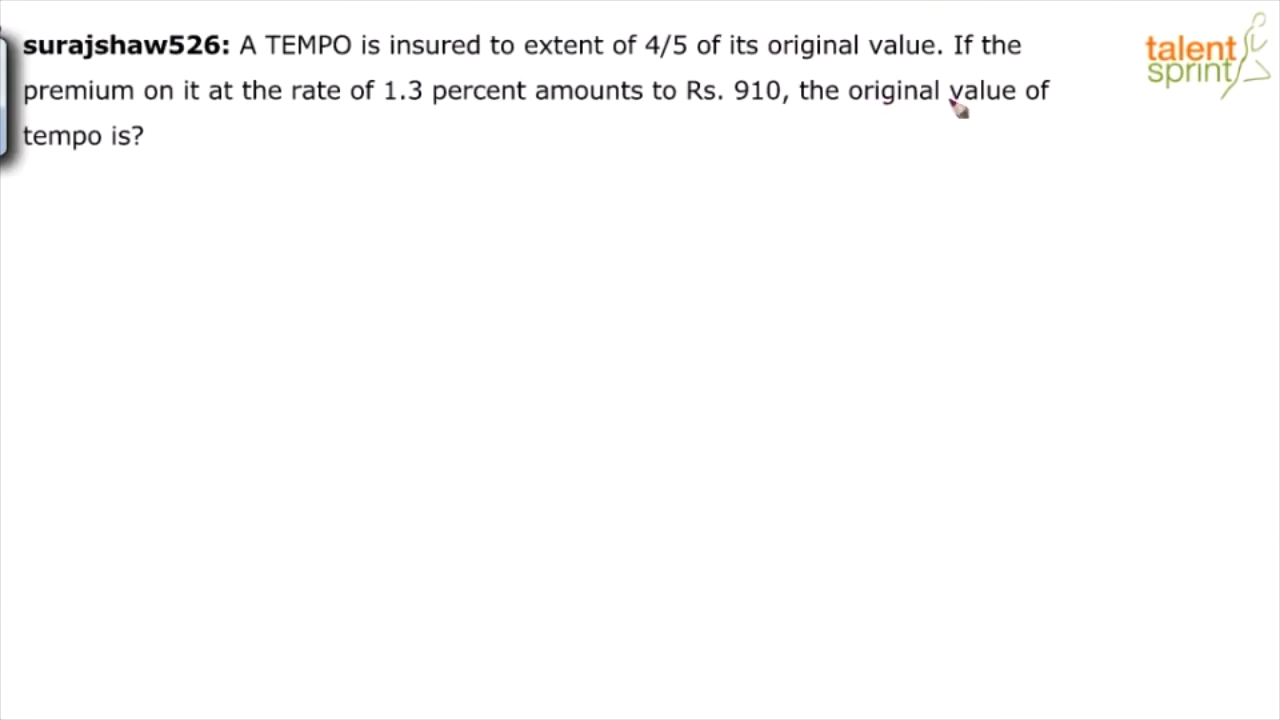 surajshaw526: A TEMPO is insured to extent of 4/5 of its original value. If the
premium on it at the rate of 1.3 percent amounts to Rs. 910, the original value of
tempo is?
talent
sprint